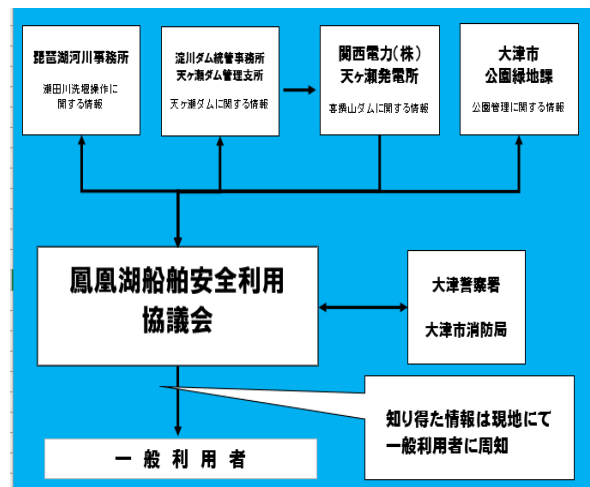 琵琶湖河川事務所
瀬田川洗堰操作に
関する情報
淀川ダム統管事務所
天ヶ瀬ダム管理支所
天ヶ瀬ダムに関する情報
関西電力(株)
天ヶ瀬発電所
喜撰山ダムに関する情報
大津市
公園緑地課
公園管理に関する情報
鳳凰湖船舶安全利用
協議会
大津警察署
大津市消防局
知り得た情報は現地にて
一般利用者に周知
一般利用者